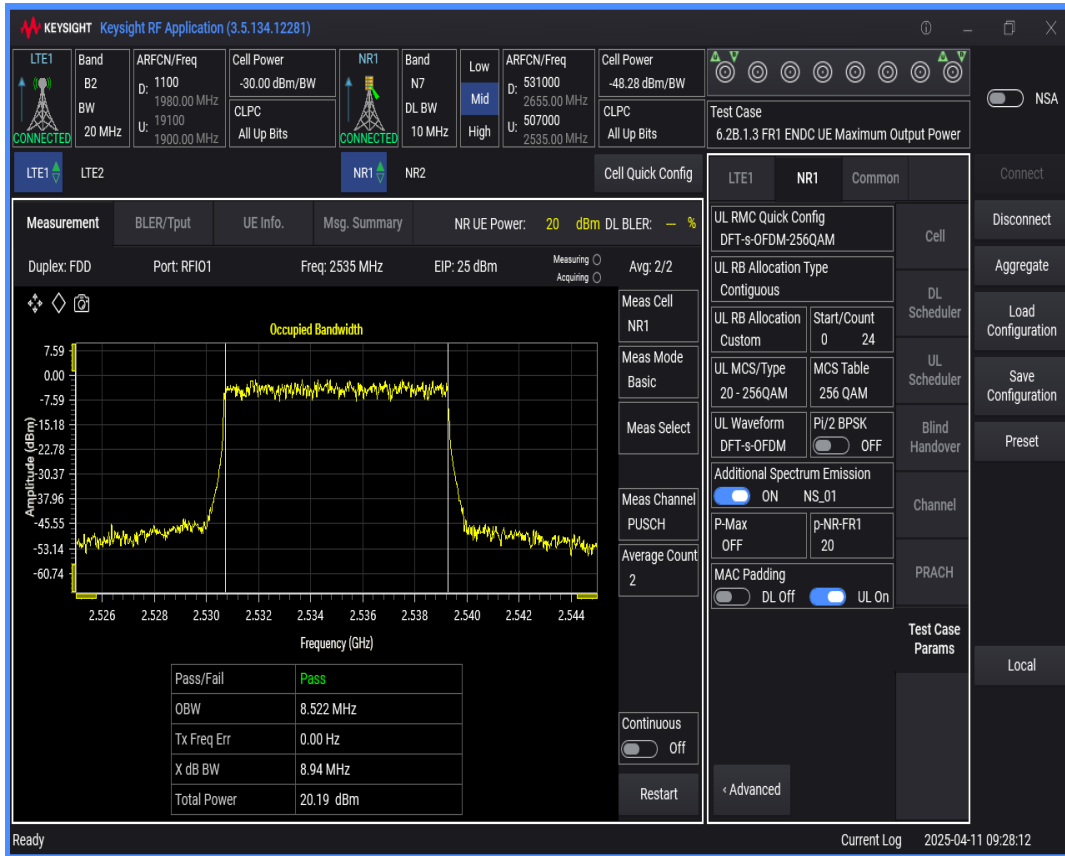 KEYSIGHT Keysight RF Application (3.5.134.12281)
LTE1
CONNECTED
Band
B2
BW
20 MHz
ARFCN/Freq
D: 1100
1980.00 MHz
U: 19100
1900.00 MHz
Cell Power
-30.00 dBm/BW
CLPC
All Up Bits
NR1
CONNECTED
Band
N7
DL BW
10 MHz
Low
Mid
High
ARFCN/Freq
D: 531000
2655.00 MHz
U: 507000
2535.00 MHz
Cell Power
-48.28 dBm/BW
CLPC
All Up Bits
Test Case
6.2B.1.3 FR1 ENDC UE Maximum Output Power
NSA
LTE1 LTE2 NR1 NR2 Cell Quick Config
Measurement BLER/Tput UE Info. Msg. Summary NR UE Power: 20 dBm DL BLER: --- %
Duplex: FDD Port: RFIO1 Freq: 2535 MHz EIP: 25 dBm Measuring Avg: 2/2
Acquiring
Occupied Bandwidth
Amplitude (dBm)
7.59
0.00
-7.59
-15.18
-22.78
-30.37
-37.96
-45.55
-53.14
-60.74
2.526 2.528 2.530 2.532 2.534 2.536 2.538 2.540 2.542 2.544
Frequency (GHz)
Pass/Fail Pass
OBW 8.522 MHz
Tx Freq Err 0.00 Hz
X dB BW 8.94 MHz
Total Power 20.19 dBm
Meas Cell
NR1
Meas Mode
Basic
Meas Select
Meas Channel
PUSCH
Average Count
2
Continuous
Off
Restart
LTE1 NR1 Common
UL RMC Quick Config
DFT-s-OFDM-256QAM
UL RB Allocation Type
Contiguous
UL RB Allocation
Custom
Start/Count
0 24
UL MCS/Type
20 - 256QAM
MCS Table
256 QAM
UL Waveform
DFT-s-OFDM
Pi/2 BPSK
OFF
Additional Spectrum Emission
ON NS_01
P-Max
OFF
p-NR-FR1
20
MAC Padding
DL Off UL On
‹ Advanced
Cell
DL
Scheduler
UL
Scheduler
Blind
Handover
Channel
PRACH
Test Case
Params
Connect
Disconnect
Aggregate
Load
Configuration
Save
Configuration
Preset
Local
Ready Current Log 2025-04-11 09:28:12